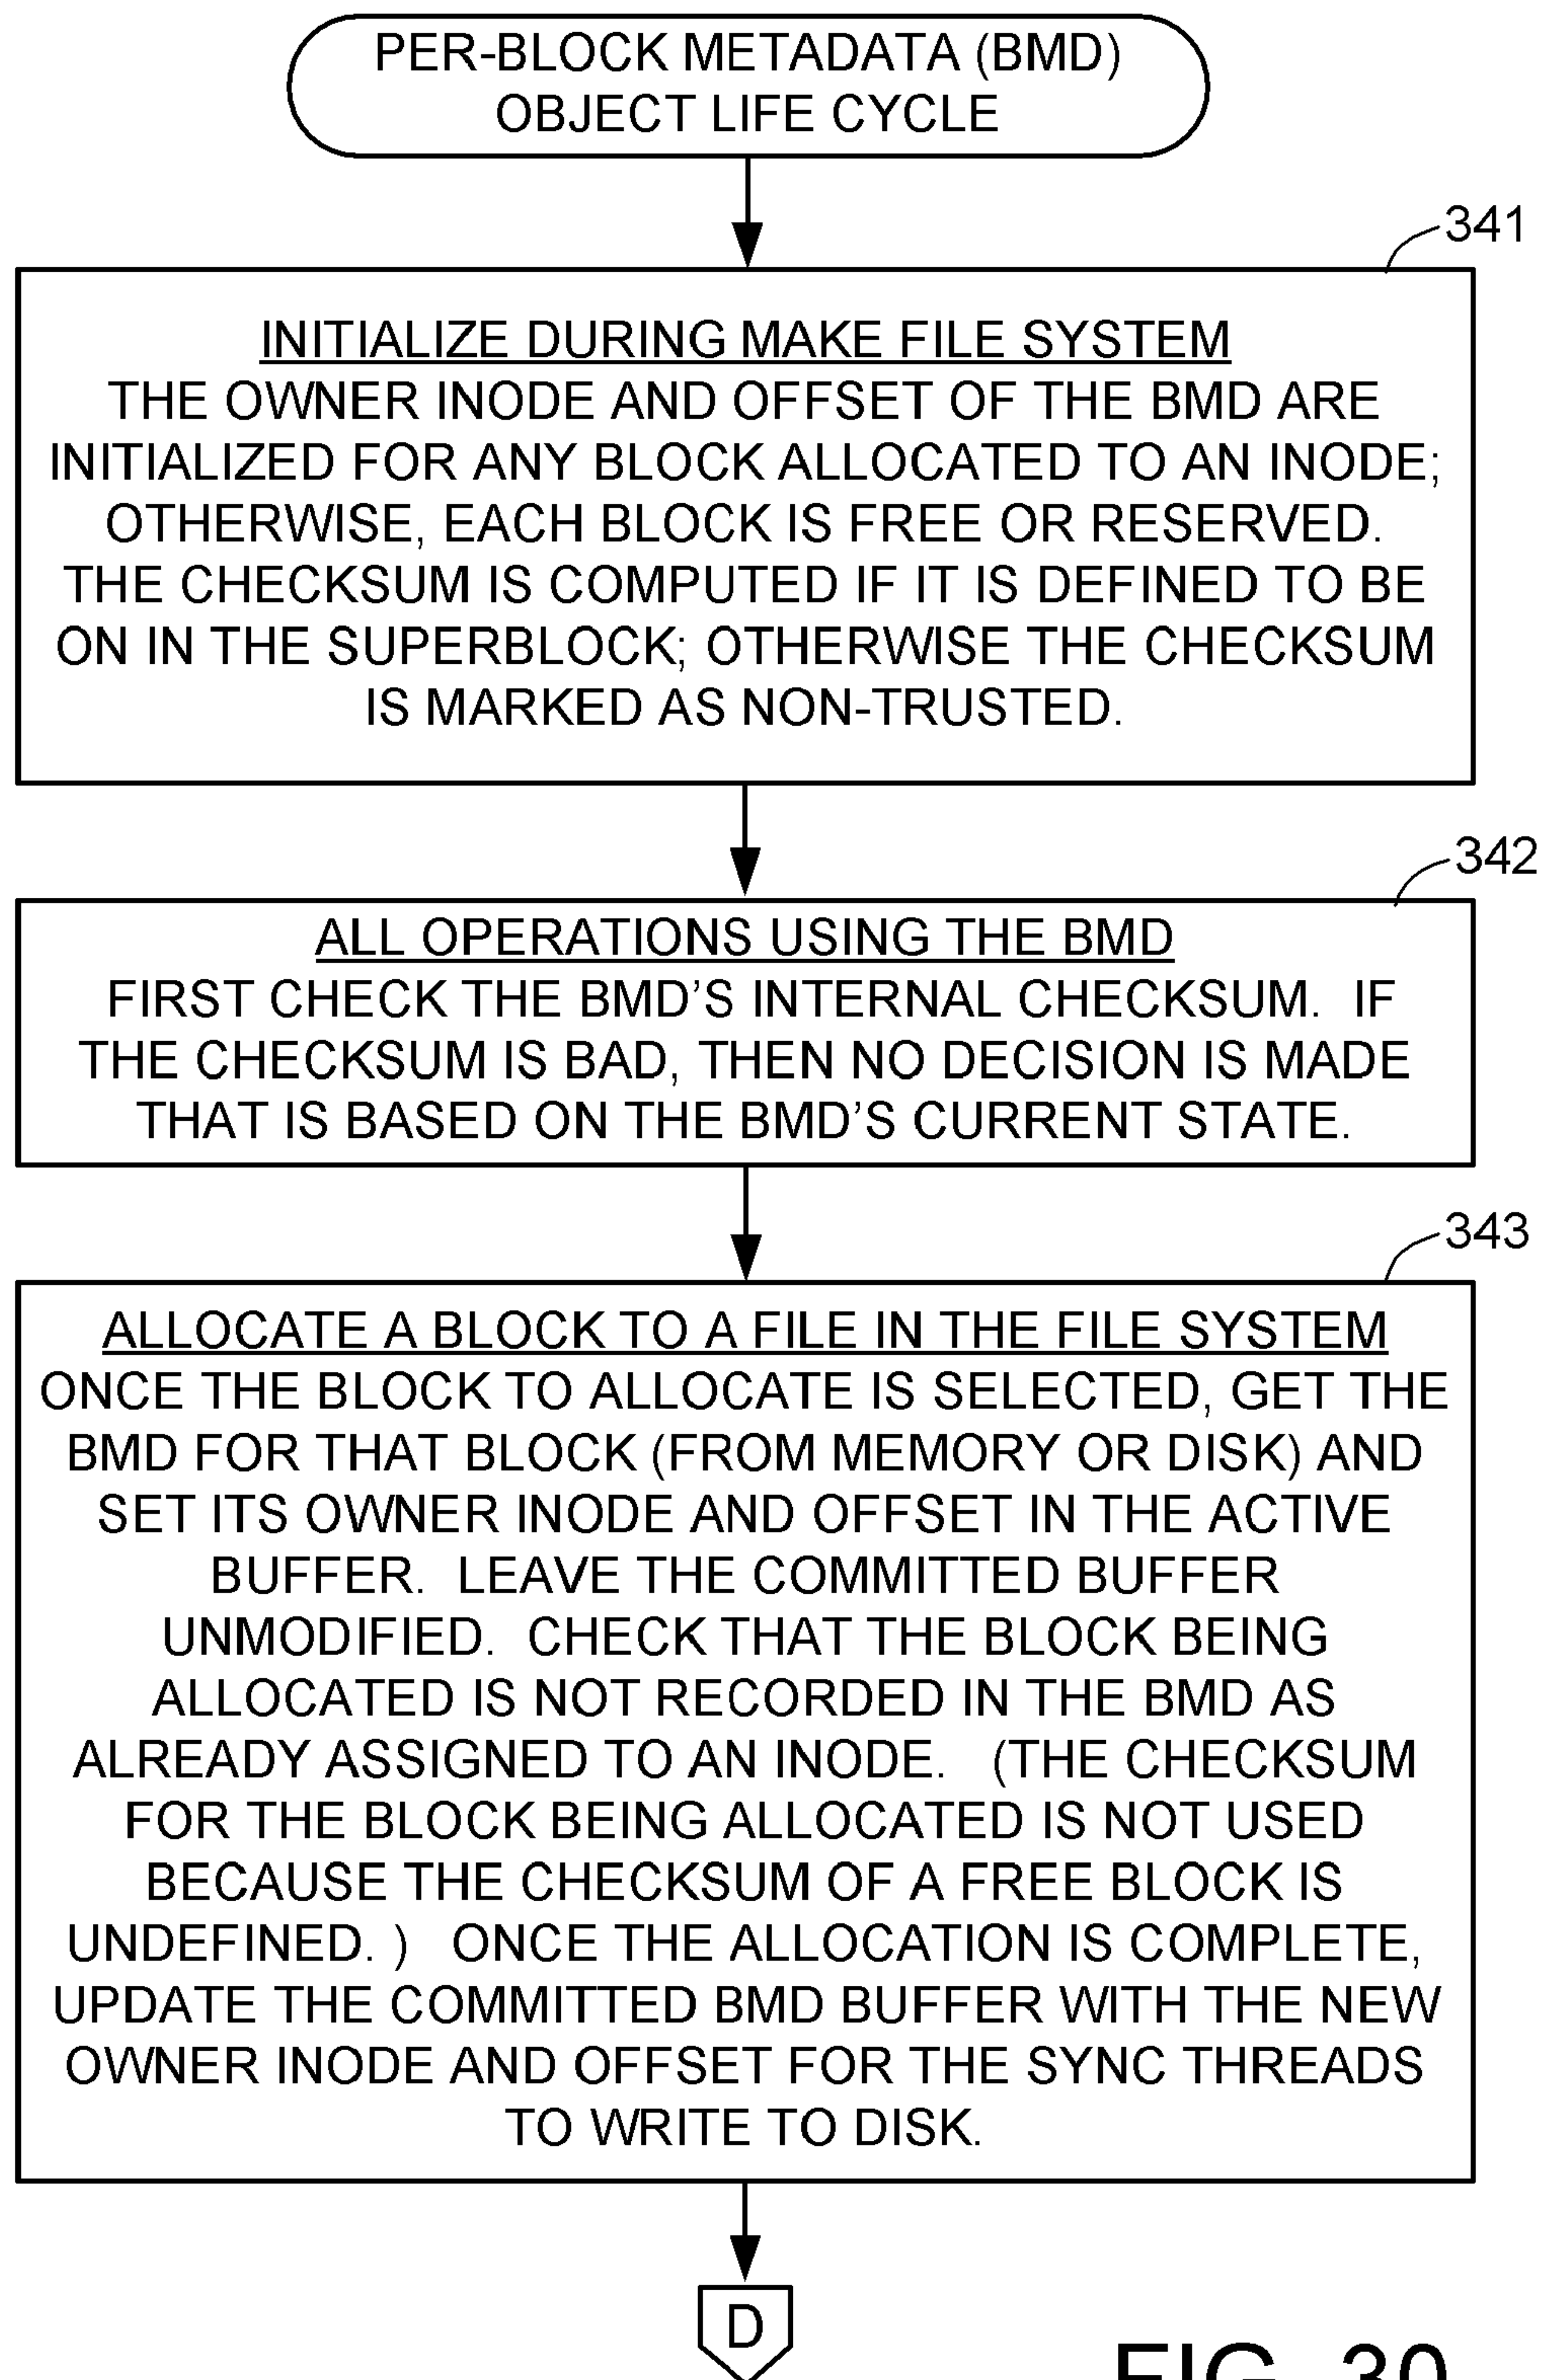 PER-BLOCK METADATA (BMD)
OBJECT LIFE CYCLE
341
INITIALIZE DURING MAKE FILE SYSTEM
THE OWNER INODE AND OFFSET OF THE BMD ARE
INITIALIZED FOR ANY BLOCK ALLOCATED TO AN INODE;
OTHERWISE, EACH BLOCK IS FREE OR RESERVED.
THE CHECKSUM IS COMPUTED IF IT IS DEFINED TO BE
ON IN THE SUPERBLOCK; OTHERWISE THE CHECKSUM
IS MARKED AS NON-TRUSTED.
342
ALL OPERATIONS USING THE BMD
FIRST CHECK THE BMD’S INTERNAL CHECKSUM.  IF
THE CHECKSUM IS BAD, THEN NO DECISION IS MADE
THAT IS BASED ON THE BMD’S CURRENT STATE.
343
ALLOCATE A BLOCK TO A FILE IN THE FILE SYSTEM
ONCE THE BLOCK TO ALLOCATE IS SELECTED, GET THE
BMD FOR THAT BLOCK (FROM MEMORY OR DISK) AND
SET ITS OWNER INODE AND OFFSET IN THE ACTIVE
BUFFER.  LEAVE THE COMMITTED BUFFER
UNMODIFIED.  CHECK THAT THE BLOCK BEING
ALLOCATED IS NOT RECORDED IN THE BMD AS
ALREADY ASSIGNED TO AN INODE.   (THE CHECKSUM
FOR THE BLOCK BEING ALLOCATED IS NOT USED
BECAUSE THE CHECKSUM OF A FREE BLOCK IS
UNDEFINED. )   ONCE THE ALLOCATION IS COMPLETE,
UPDATE THE COMMITTED BMD BUFFER WITH THE NEW
OWNER INODE AND OFFSET FOR THE SYNC THREADS
TO WRITE TO DISK.
D
FIG. 30